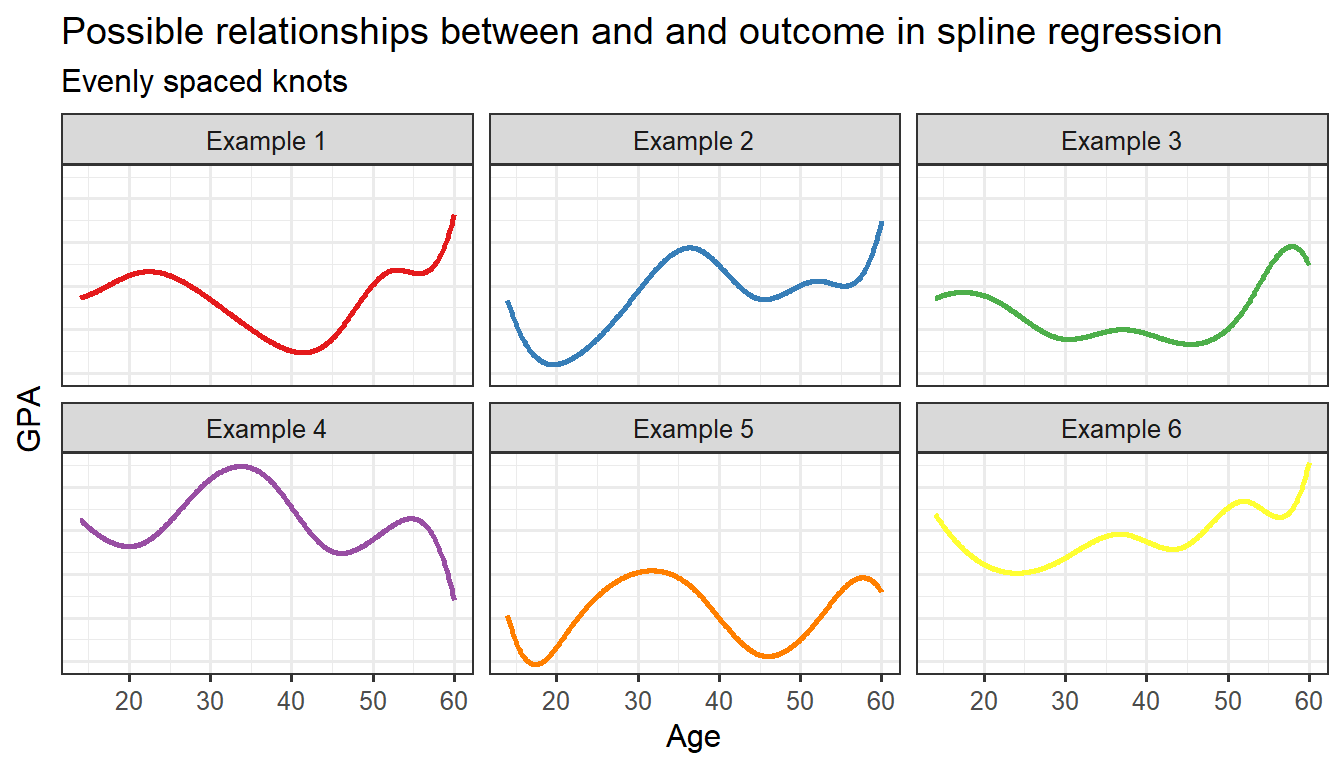 Possible relationships between and and outcome in spline regression
Evenly spaced knots
Example 1
Example 2
Example 3
GPA
Example 4
Example 5
Example 6
20 30 40 50 60
20 30 40 50 60
20 30 40 50 60
Age